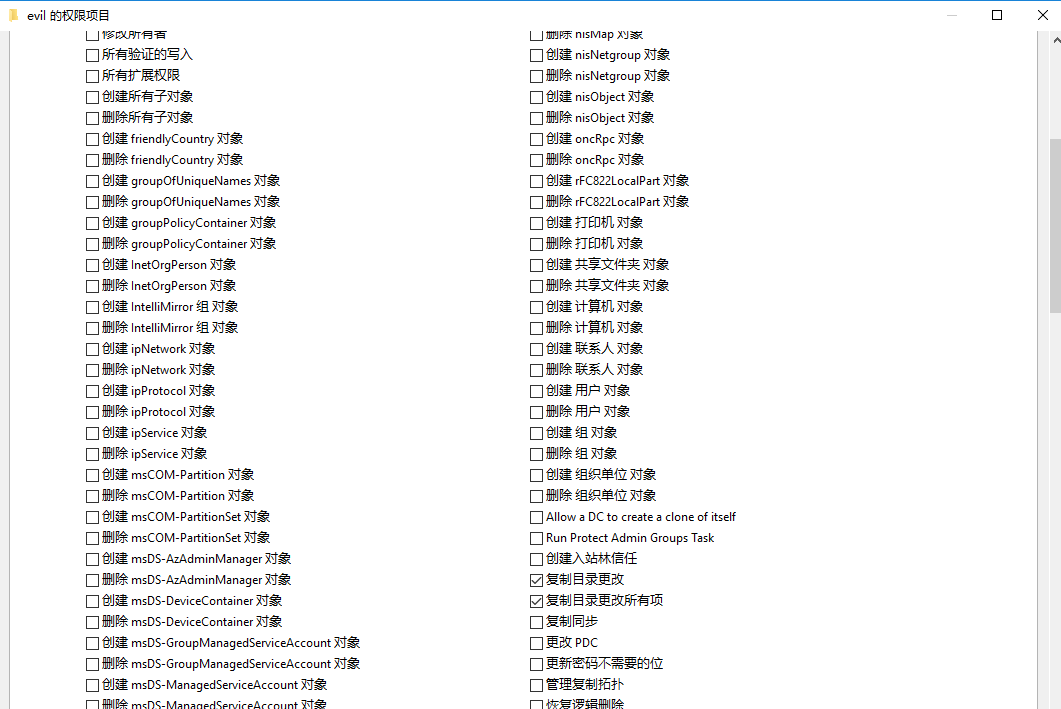 evil 的权限项目
修改所有者
所有验证的写入
所有扩展权限
创建所有子对象
删除所有子对象
创建 friendlyCountry 对象
删除 friendlyCountry 对象
创建 groupOfUniqueNames 对象
删除 groupOfUniqueNames 对象
创建 groupPolicyContainer 对象
删除 groupPolicyContainer 对象
创建 InetOrgPerson 对象
删除 InetOrgPerson 对象
创建 IntelliMirror 组 对象
删除 IntelliMirror 组 对象
创建 ipNetwork 对象
删除 ipNetwork 对象
创建 ipProtocol 对象
删除 ipProtocol 对象
创建 ipService 对象
删除 ipService 对象
创建 msCOM-Partition 对象
删除 msCOM-Partition 对象
创建 msCOM-PartitionSet 对象
删除 msCOM-PartitionSet 对象
创建 msDS-AzAdminManager 对象
删除 msDS-AzAdminManager 对象
创建 msDS-DeviceContainer 对象
删除 msDS-DeviceContainer 对象
创建 msDS-GroupManagedServiceAccount 对象
删除 msDS-GroupManagedServiceAccount 对象
创建 msDS-ManagedServiceAccount 对象
删除 msDS-ManagedServiceAccount 对象
删除 nisMap 对象
创建 nisNetgroup 对象
删除 nisNetgroup 对象
创建 nisObject 对象
删除 nisObject 对象
创建 oncRpc 对象
删除 oncRpc 对象
创建 rFC822LocalPart 对象
删除 rFC822LocalPart 对象
创建 打印机 对象
删除 打印机 对象
创建 共享文件夹 对象
删除 共享文件夹 对象
创建 计算机 对象
删除 计算机 对象
创建 联系人 对象
删除 联系人 对象
创建 用户 对象
删除 用户 对象
创建 组 对象
删除 组 对象
创建 组织单位 对象
删除 组织单位 对象
Allow a DC to create a clone of itself
Run Protect Admin Groups Task
创建入站林信任
复制目录更改
复制目录更改所有项
复制同步
更改 PDC
更新密码不需要的位
管理复制拓扑
恢复逻辑删除